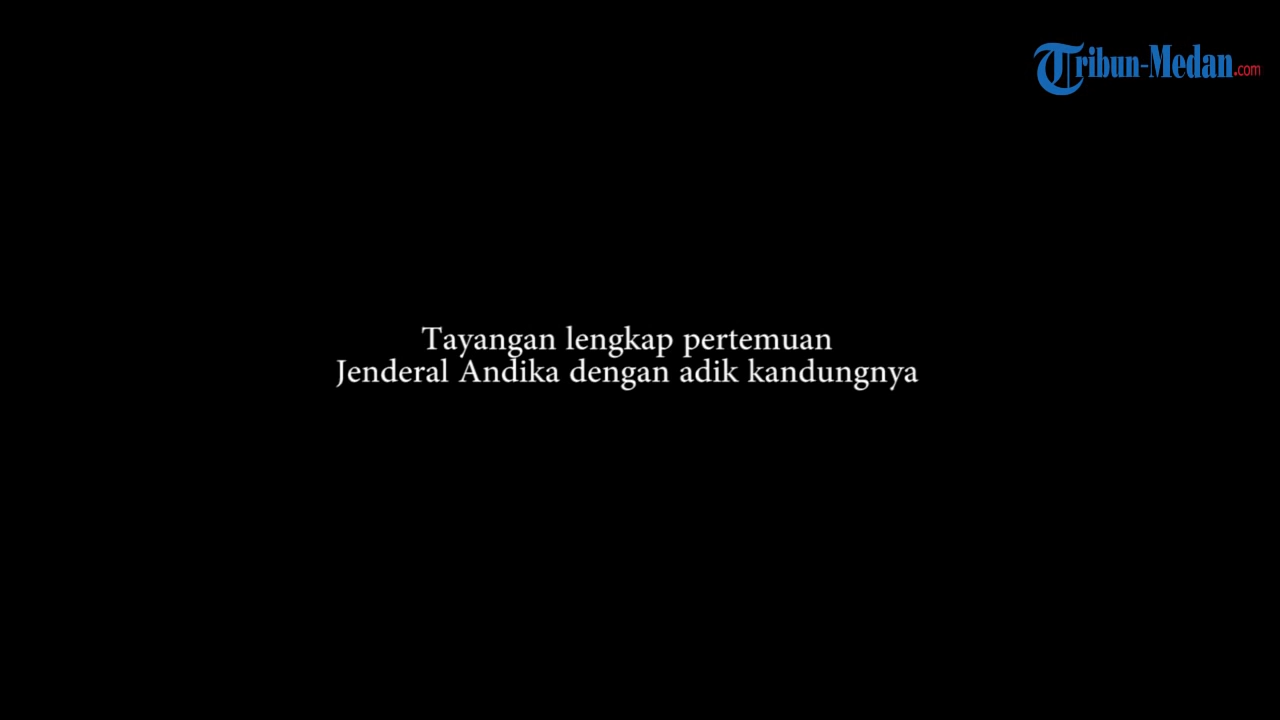 Tribun-Medan.com
Tayangan lengkap pertemuan
Jenderal Andika dengan adik kandungnya